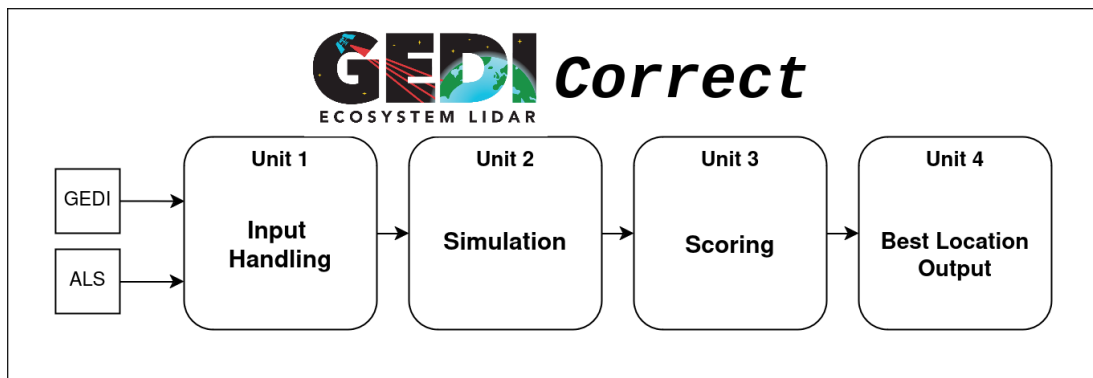 GEDI Correct
ECOSYSTEM LIDAR
GEDI
ALS
Unit 1
Input
Handling
Unit 2
Simulation
Unit 3
Scoring
Unit 4
Best Location
Output